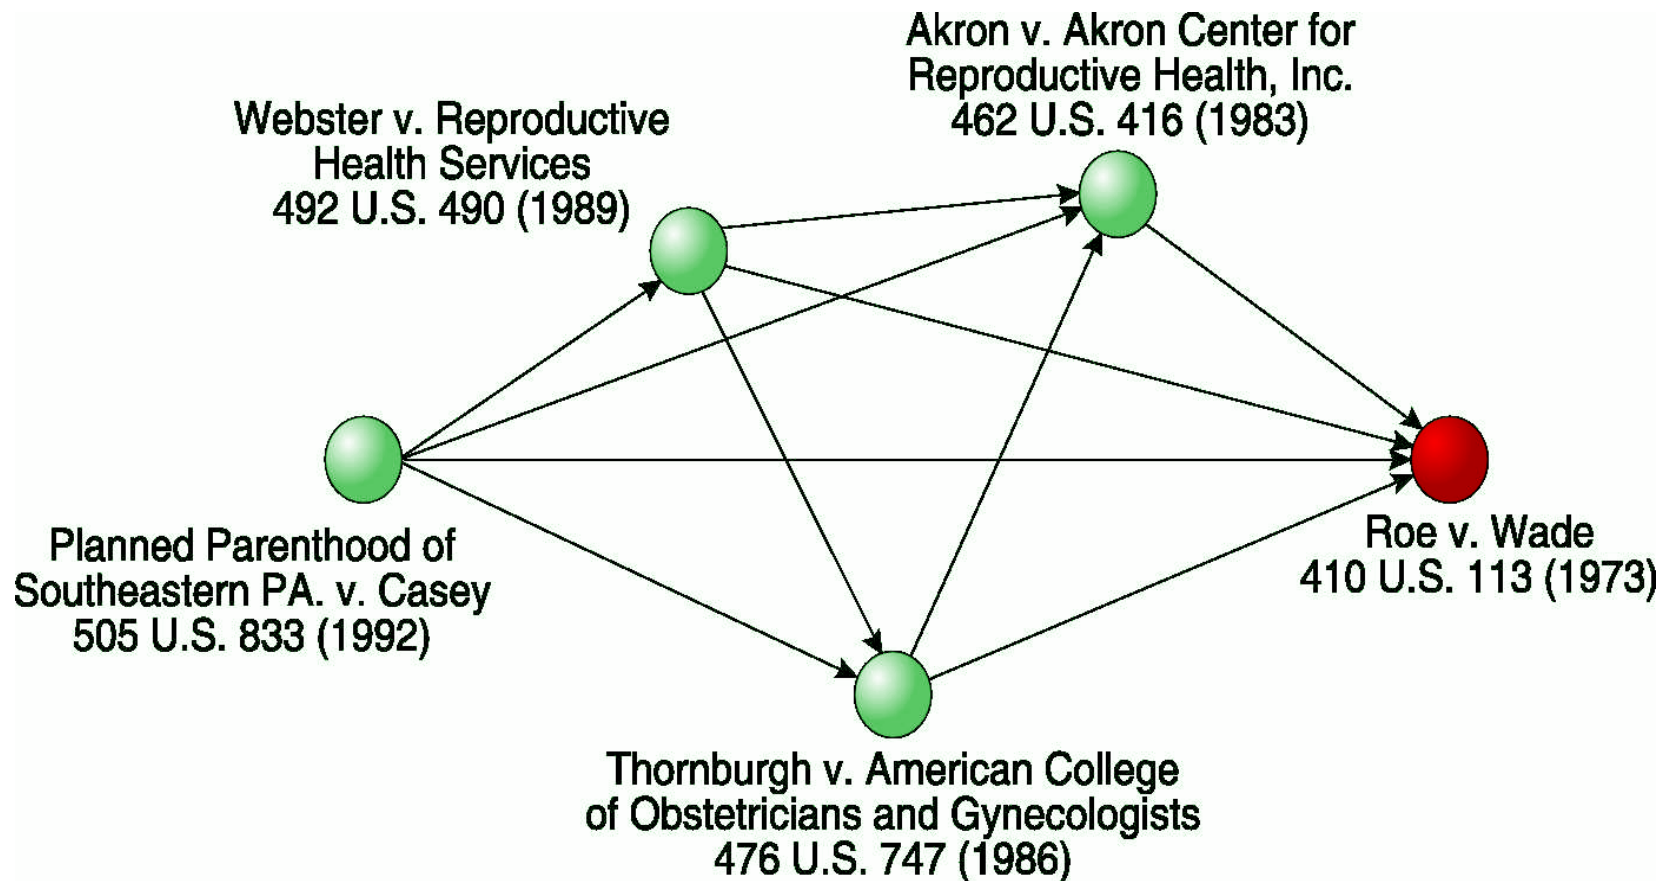 Akron v. Akron Center for
Reproductive Health, Inc.
462 U.S. 416 (1983)
Webster v. Reproductive
Health Services
492 U.S. 490 (1989)
Planned Parenthood of
Southeastern PA. v. Casey
505 U.S. 833 (1992)
Roe v. Wade
410 U.S. 113 (1973)
Thornburgh v. American College
of Obstetricians and Gynecologists
476 U.S. 747 (1986)